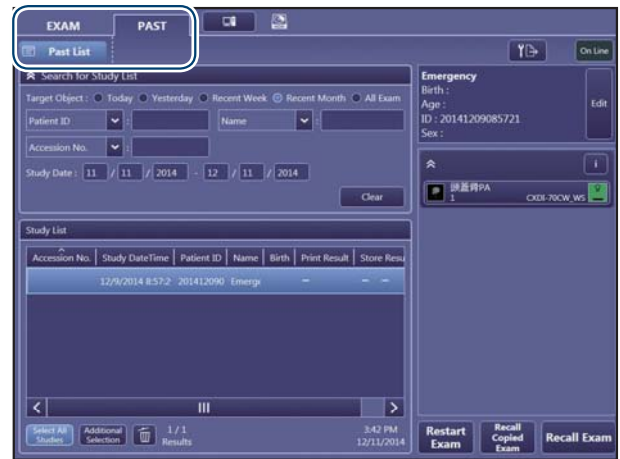 EXAM PAST
Past List On Line
Search for Study List
Target Object : Today Yesterday Recent Week Recent Month All Exam
Patient ID : Name :
Accession No. :
Study Date : 11 / 11 / 2014 - 12 / 11 / 2014
Clear
Study List
Accession No. Study DateTime Patient ID Name Birth Print Result Store Resu
12/9/2014 8:57:2 201412090 Emerge - - -
Select All Studies
Additional Selection
1 / 1
Results
3:42 PM
12/11/2014
Emergency
Birth :
Age :
ID : 20141209085721
Sex :
Edit
i
頭蓋骨PA
1 CXDI-70CW_WS
Restart Exam
Recall Copied Exam
Recall Exam